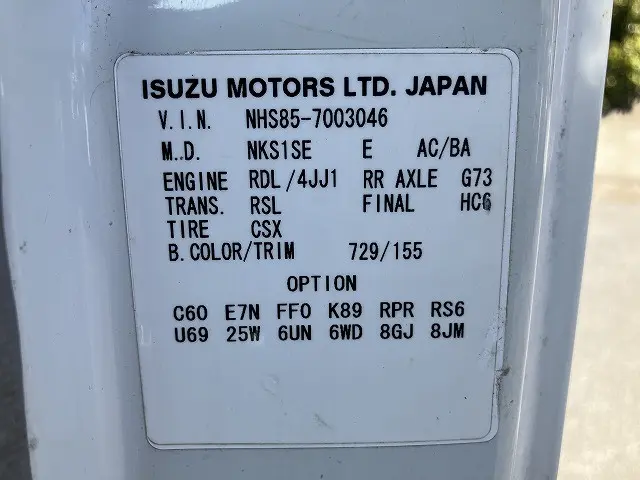 ISUZU MOTORS LTD. JAPAN
V.I.N. NHS85-7003046
M.D. NKS1SE E AC/BA
ENGINE RDL/4JJ1 RR AXLE G73
TRANS. RSL FINAL HC6
TIRE CSX
B.COLOR/TRIM 729/155
OPTION
C60 E7N FF0 K89 RPR RS6
U69 25W 6UN 6WD 8GJ 8JM